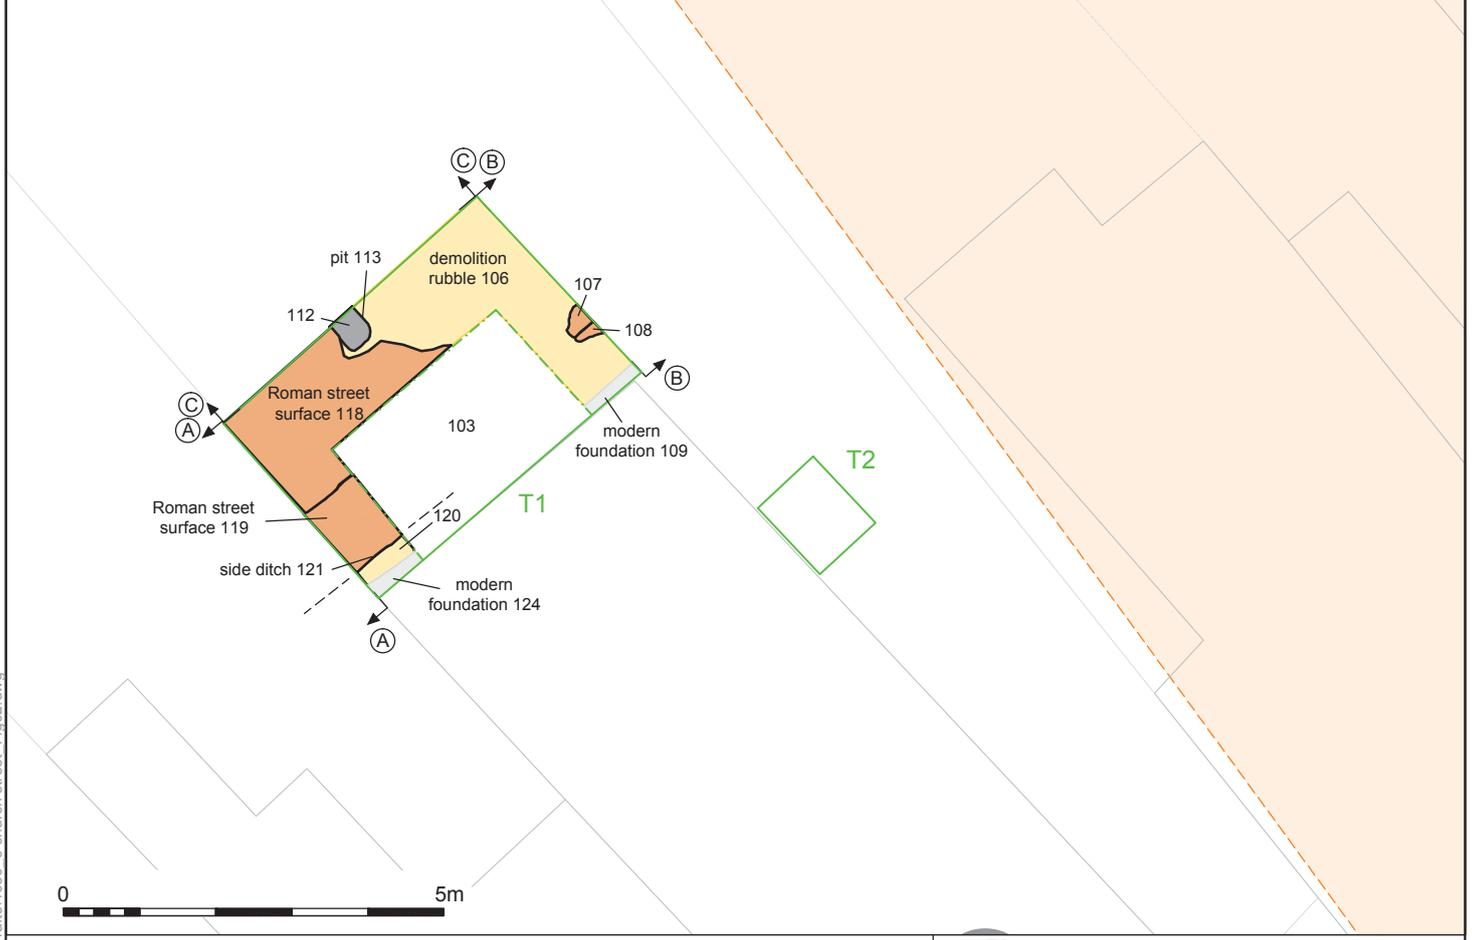 C B
pit 113
demolition
rubble 106
107
112
108
C
A
Roman street
surface 118
B
103
modern
foundation 109
T2
T1
Roman street
surface 119
120
side ditch 121
modern
foundation 124
A
0 5m